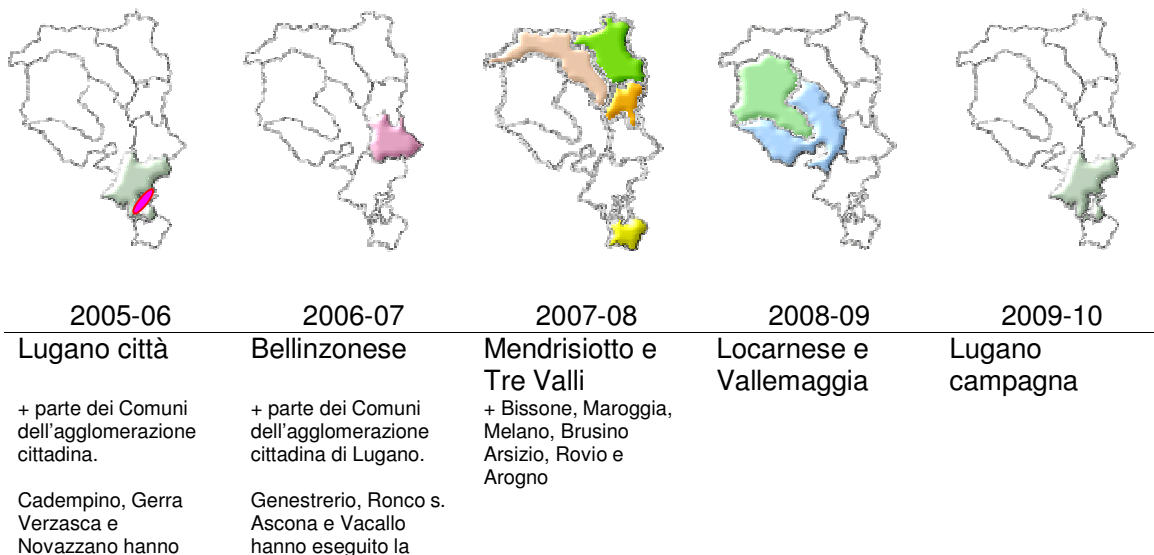 2005-06
2006-07
2007-08
2008-09
2009-10
Lugano città
+ parte dei Comuni
dell'agglomerazione
cittadina.
Cadempino, Gerra
Verzasca e
Novazzano hanno
Bellinzonese
+ parte dei Comuni
dell'agglomerazione
cittadina di Lugano.
Genestrerio, Ronco s.
Ascona e Vacallo
hanno eseguito la
Mendrisiotto e
Tre Valli
+ Bissone, Maroggia,
Melano, Brusino
Arsizio, Rovio e
Arogno
Locarnese e
Vallemaggia
Lugano
campagna